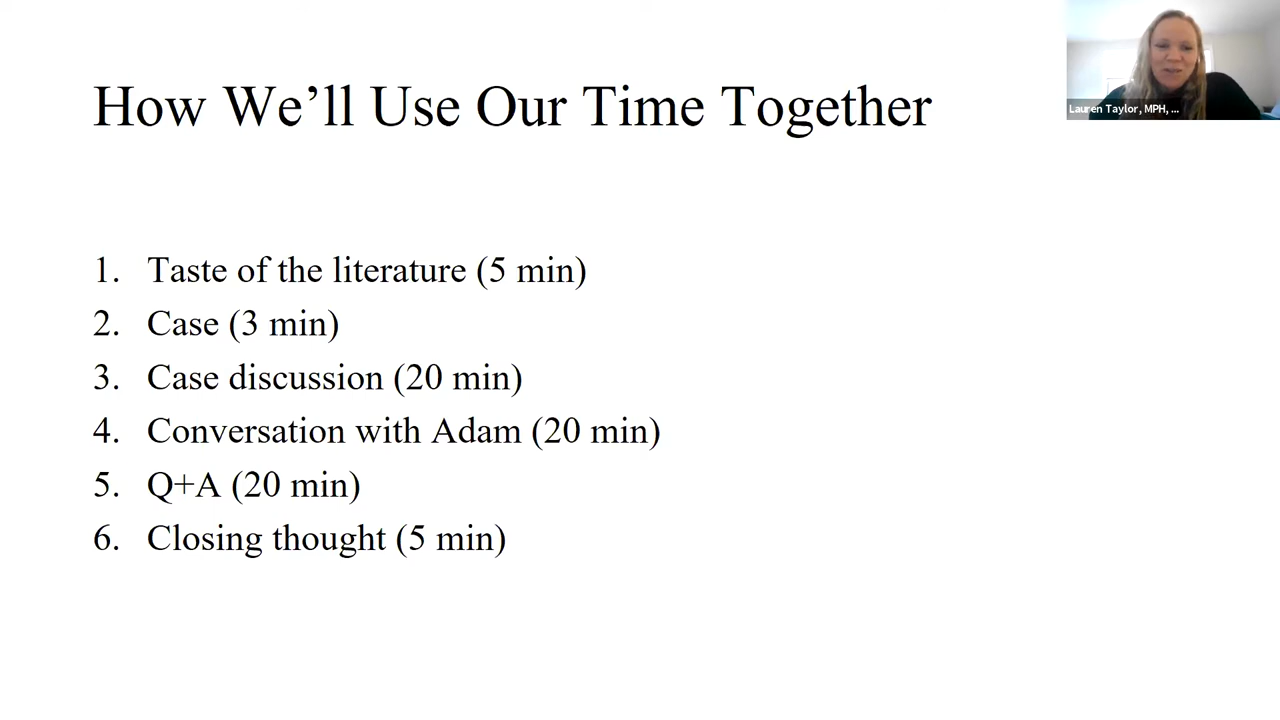 How We’ll Use Our Time Together
Lauren Taylor, MPH, ...
1. Taste of the literature (5 min)
2. Case (3 min)
3. Case discussion (20 min)
4. Conversation with Adam (20 min)
5. Q+A (20 min)
6. Closing thought (5 min)